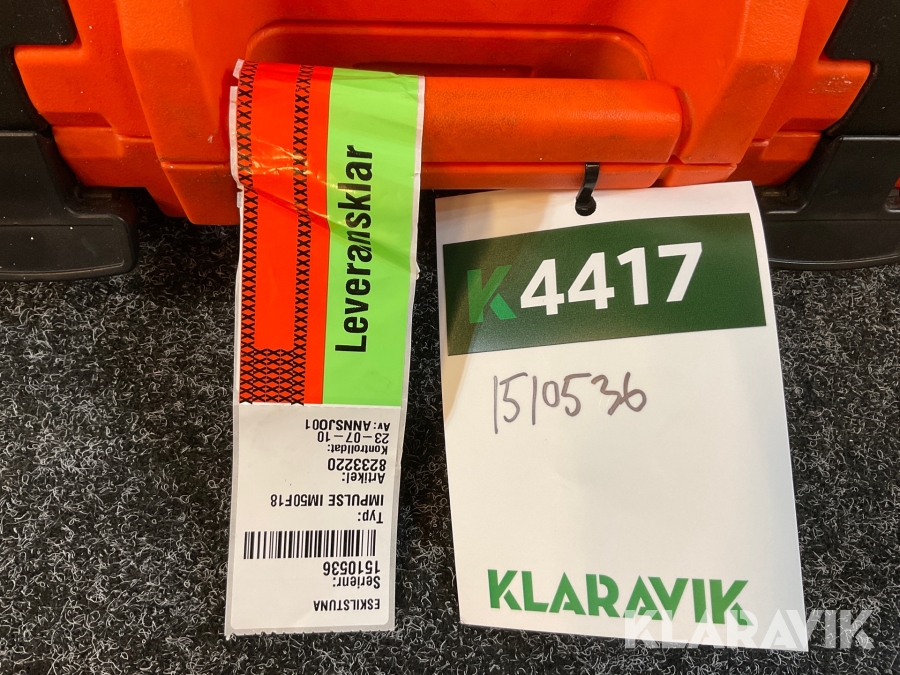 Leveransklar
ESKILSTUNA
Serienr:
1510536
Typ:
IMPULSE IM50F18
Artikel:
8233220
Kontrolldat:
23-07-10
Av: ANNSJO01
K4417
1510536
KLARAVIK
KLARAVIK